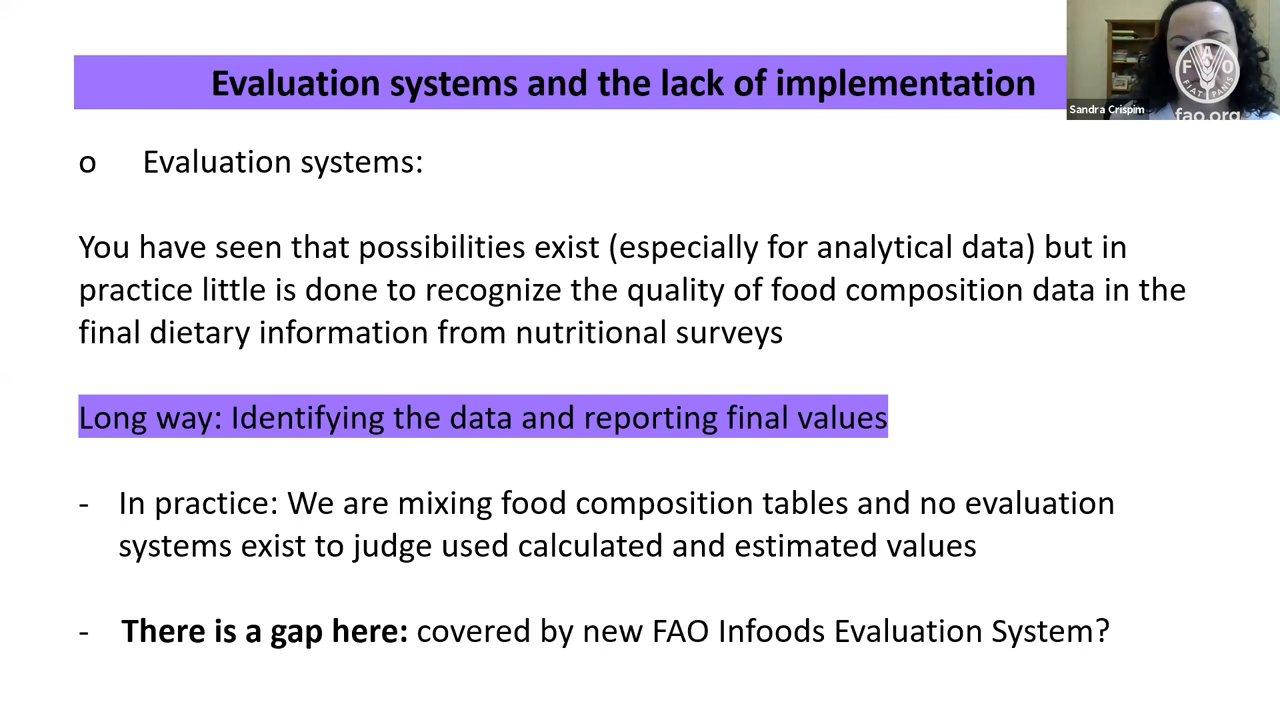 Evaluation systems and the lack of implementation
Sandra Crispim
FAO
FIAT PANIS
fao.org
o Evaluation systems:
You have seen that possibilities exist (especially for analytical data) but in
practice little is done to recognize the quality of food composition data in the
final dietary information from nutritional surveys
Long way: Identifying the data and reporting final values
- In practice: We are mixing food composition tables and no evaluation
systems exist to judge used calculated and estimated values
- There is a gap here: covered by new FAO Infoods Evaluation System?